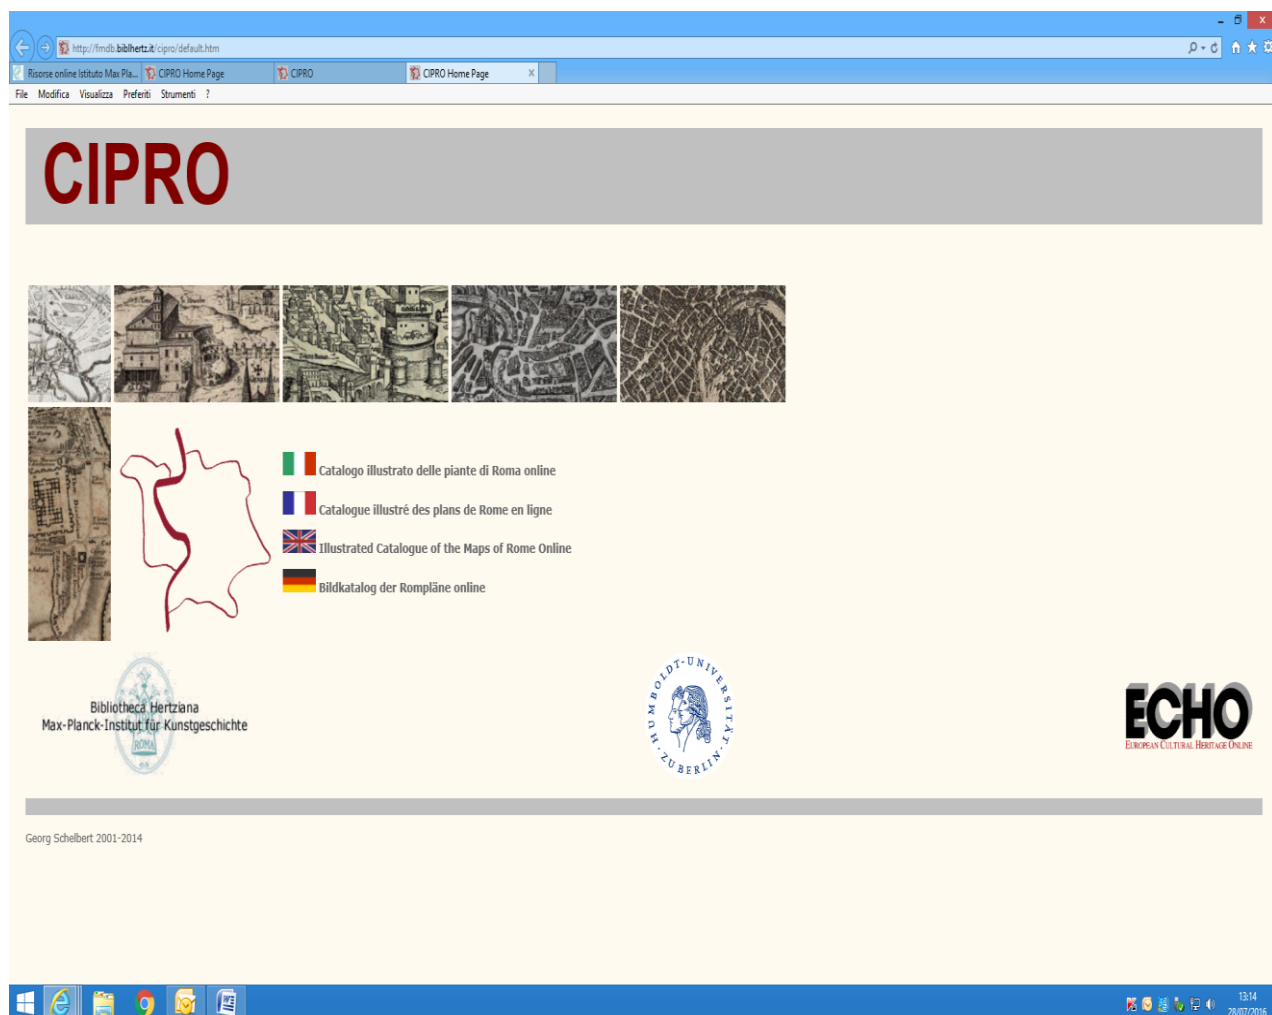 http://fmdb.biblhertz.it/cipro/default.htm
Risorse online Istituto Max Pla...
CIPRO Home Page
CIPRO
CIPRO Home Page
File Modifica Visualizza Preferiti Strumenti ?
CIPRO
Catalogo illustrato delle piante di Roma online
Catalogue illustré des plans de Rome en ligne
Illustrated Catalogue of the Maps of Rome Online
Bildkatalog der Rompläne online
Bibliotheca Hertziana
Max-Planck-Institut für Kunstgeschichte
ROMA
HUMBOLDT-UNIVERSITÄT
ZU BERLIN
ECHO
EUROPEAN CULTURAL HERITAGE ONLINE
Georg Schelbert 2001-2014
13:14
28/07/2016